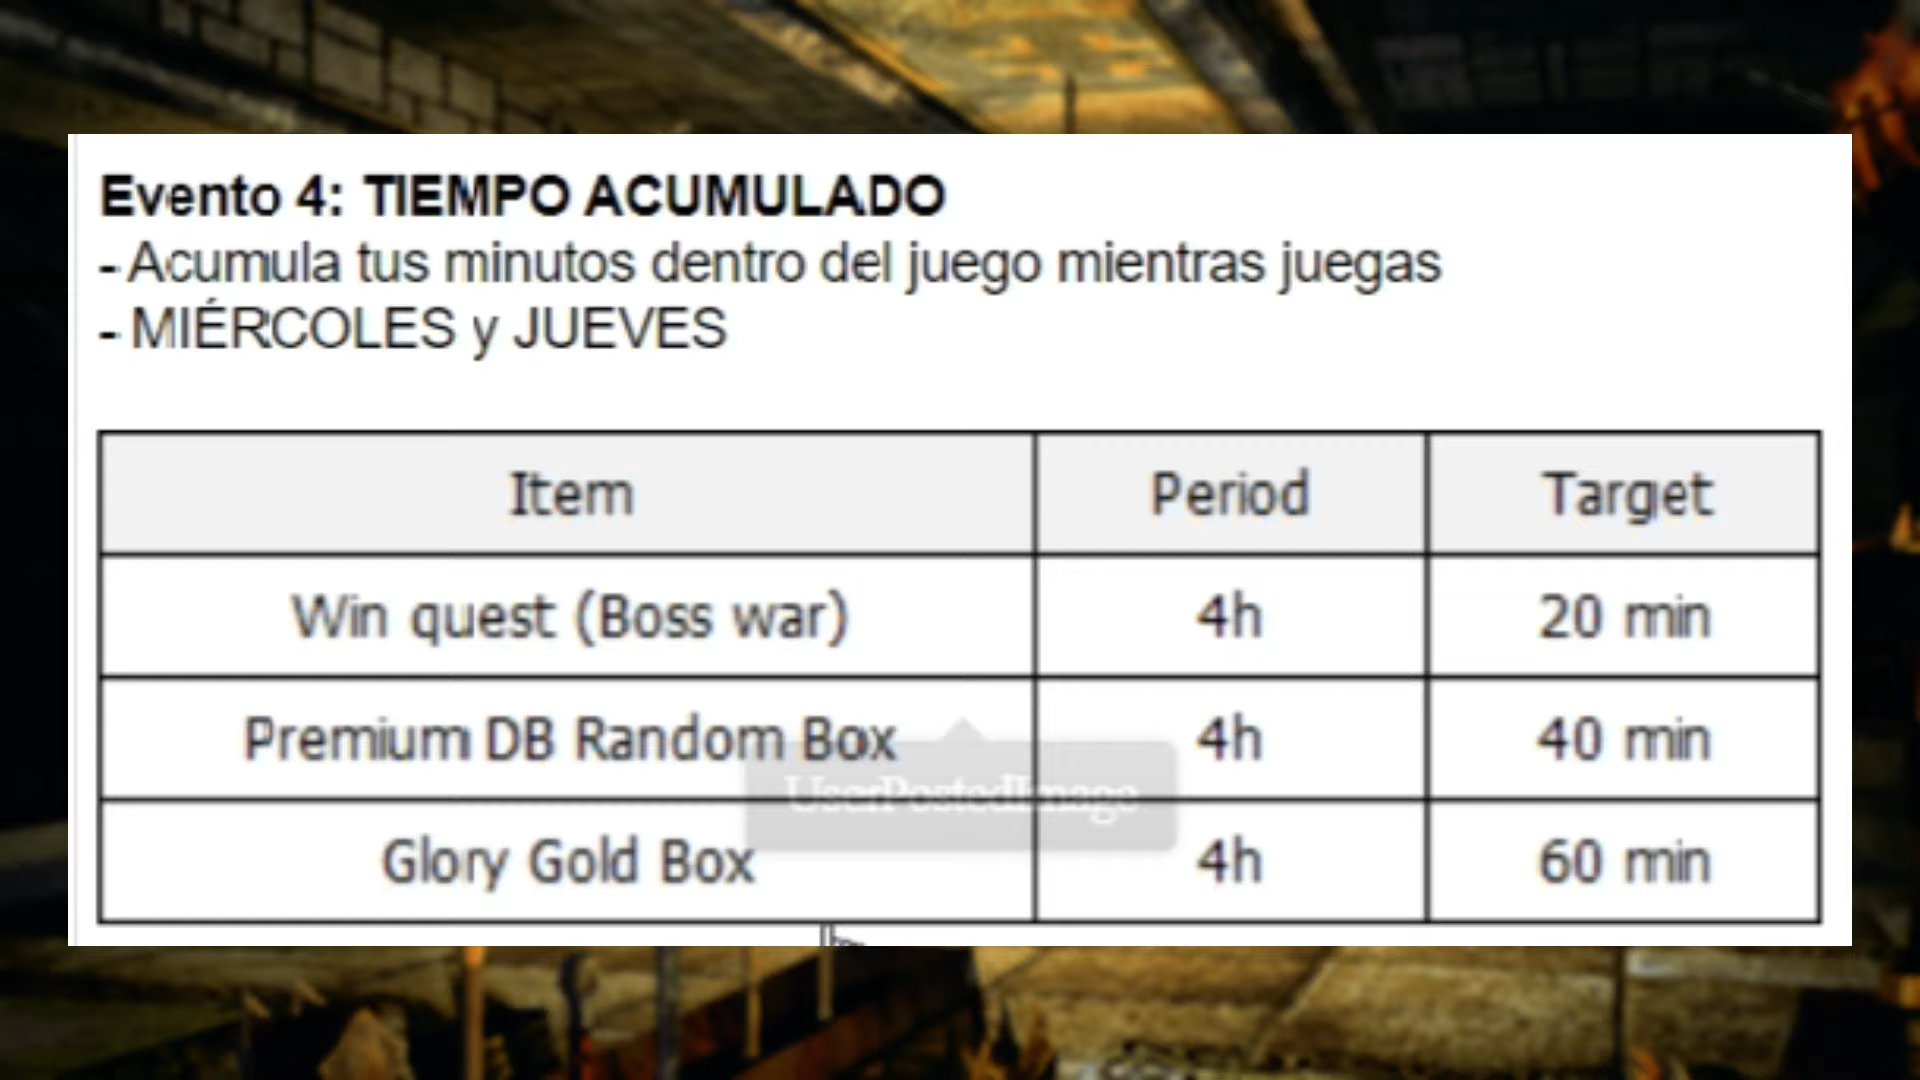 Evento 4: TIEMPO ACUMULADO
- Acumula tus minutos dentro del juego mientras juegas
- MIÉRCOLES y JUEVES
Item Period Target
Win quest (Boss war) 4h 20 min
Premium DB Random Box 4h 40 min
UserPostedImage
Glory Gold Box 4h 60 min